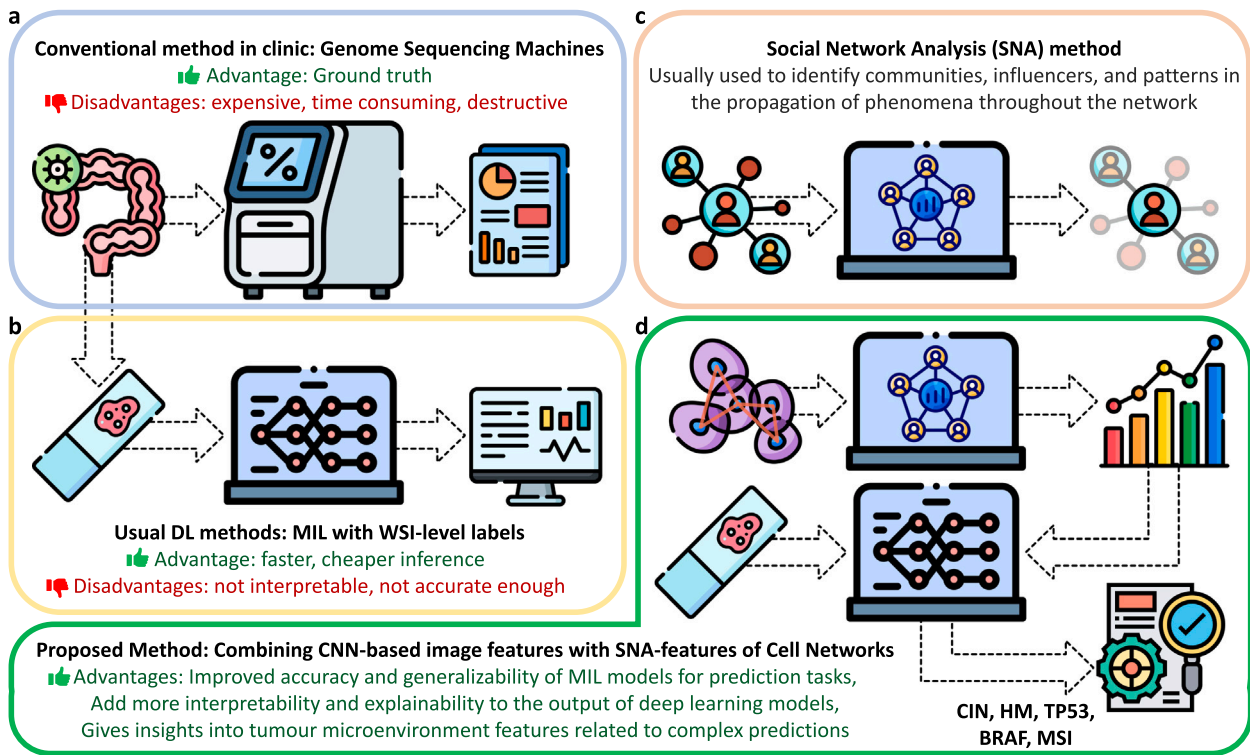 a
Conventional method in clinic: Genome Sequencing Machines
Advantage: Ground truth
Disadvantages: expensive, time consuming, destructive
%
b
Usual DL methods: MIL with WSI-level labels
Advantage: faster, cheaper inference
Disadvantages: not interpretable, not accurate enough
c
Social Network Analysis (SNA) method
Usually used to identify communities, influencers, and patterns in
the propagation of phenomena throughout the network
d
CIN, HM, TP53,
BRAF, MSI
Proposed Method: Combining CNN-based image features with SNA-features of Cell Networks
Advantages: Improved accuracy and generalizability of MIL models for prediction tasks,
Add more interpretability and explainability to the output of deep learning models,
Gives insights into tumour microenvironment features related to complex predictions